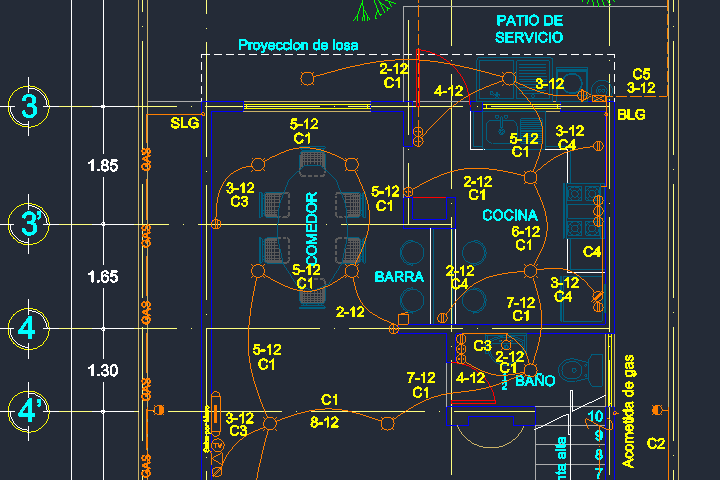 PATIO DE
SERVICIO
Proyeccion de losa
2-12
C1
4-12
3-12
C5
3-12
3
SLG
5-12
C1
5-12
C1
3-12
C4
BLG
GAS
1.85
3-12
C3
5-12
C1
2-12
C1
COMEDOR
3'
COCINA
6-12
C1
GAS
C4
1.65
5-12
C1
BARRA
2-12
C4
3-12
C4
7-12
C1
GAS
2-12
4
5-12
C1
C3
2-12
C1
1.30
7-12
C1
4-12
1
2
BAÑO
GAS
Acometida de gas
4'
C1
8-12
3-12
C3
10
9
8
7
C2
GAS
nta alta